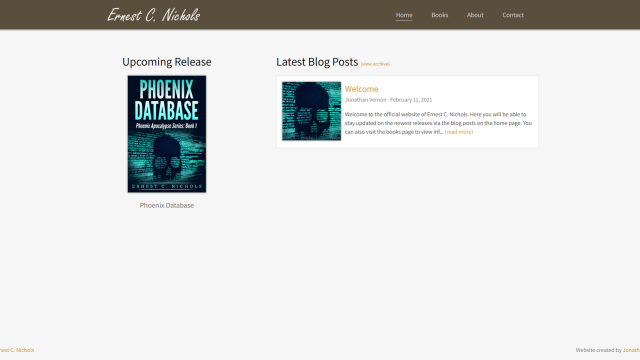 Ernest C. Nichols
Home Books About Contact
Upcoming Release
PHOENIX
DATABASE
Phoenix Apocalypse Series: Book 1
ERNEST C. NICHOLS
Phoenix Database
Latest Blog Posts (view archive)
Welcome
Jonathan Vernon - February 11, 2021
Welcome to the official website of Ernest C. Nichols. Here you will be able to
stay updated on the newest releases via the blog posts on the home page. You
can also visit the books page to view inf... (read more)
nest C. Nichols
Website created by Jonath